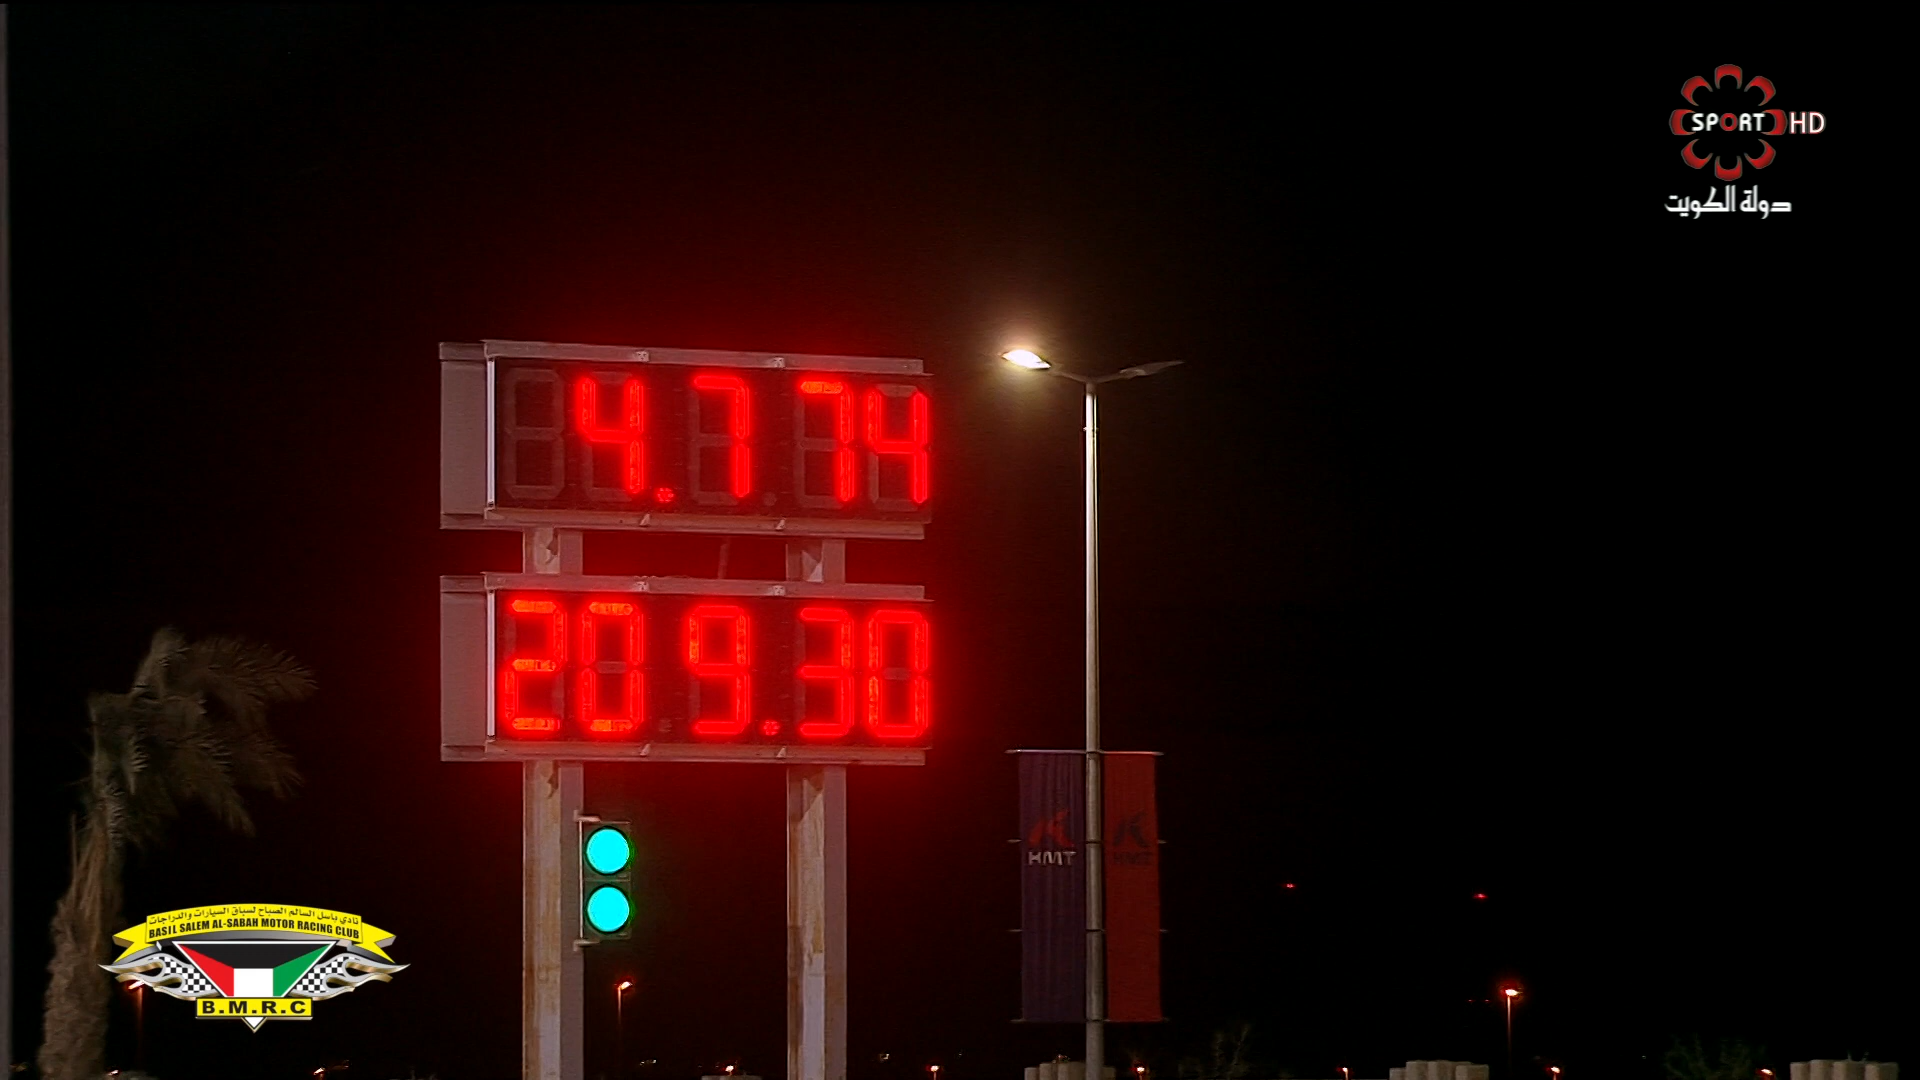 SPORT HD
دولة الكويت
4.774
209.30
HMT
HMT
نادي باسل السالم الصباح لسباق السيارات والدراجات
BASIL SALEM AL-SABAH MOTOR RACING CLUB
B.M.R.C